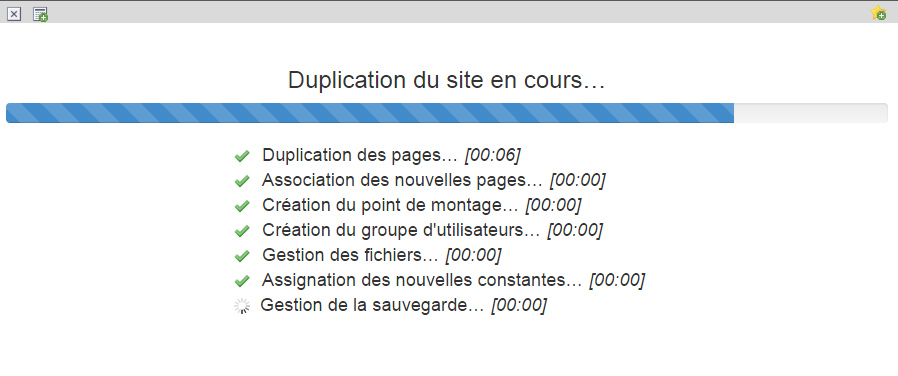 Duplication du site en cours…
Duplication des pages… [00:06]
Association des nouvelles pages… [00:00]
Création du point de montage… [00:00]
Création du groupe d'utilisateurs… [00:00]
Gestion des fichiers… [00:00]
Assignation des nouvelles constantes… [00:00]
Gestion de la sauvegarde… [00:00]